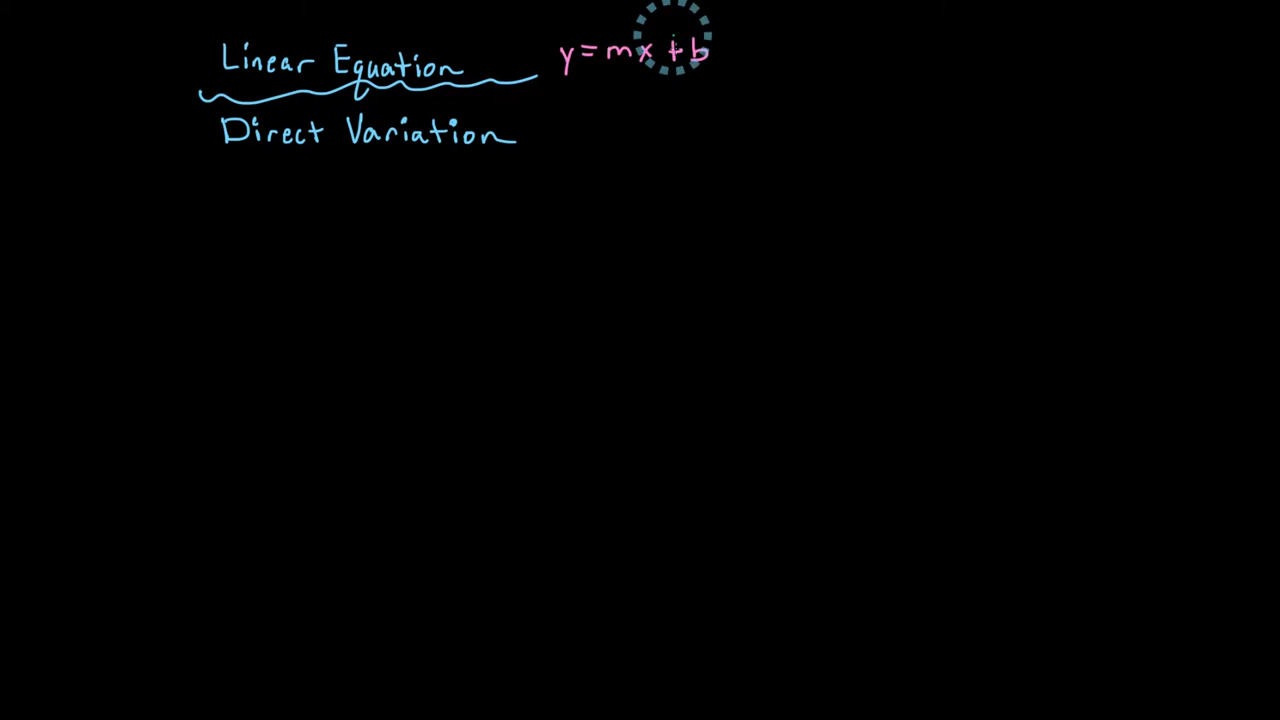 Linear Equation y = mx + b
Direct Variation